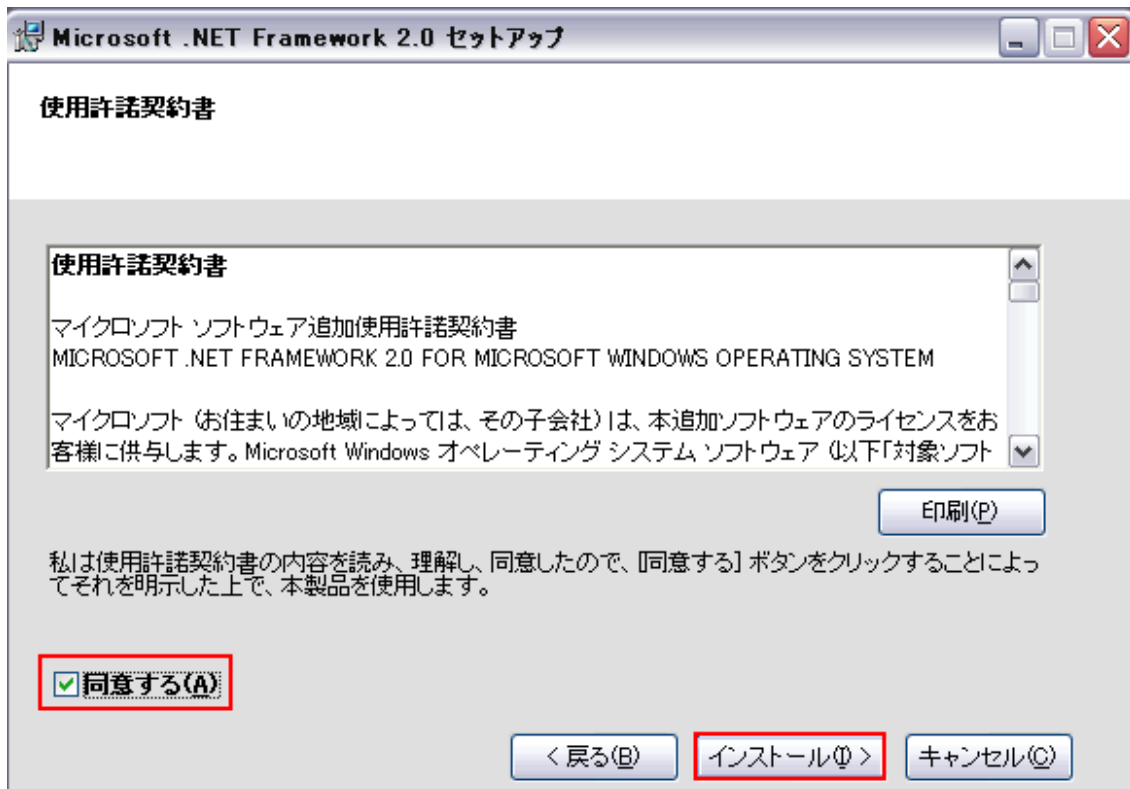 Microsoft .NET Framework 2.0 セットアップ
使用許諾契約書
使用許諾契約書
マイクロソフト ソフトウェア追加使用許諾契約書
MICROSOFT .NET FRAMEWORK 2.0 FOR MICROSOFT WINDOWS OPERATING SYSTEM
マイクロソフト (お住まいの地域によっては、その子会社) は、本追加ソフトウェアのライセンスをお
客様に供与します。Microsoft Windows オペレーティング システム ソフトウェア (以下「対象ソフト
印刷(P)
私は使用許諾契約書の内容を読み、理解し、同意したので、[同意する] ボタンをクリックすることによっ
てそれを明示した上で、本製品を使用します。
同意する(A)
< 戻る(B) インストール(I) > キャンセル(C)